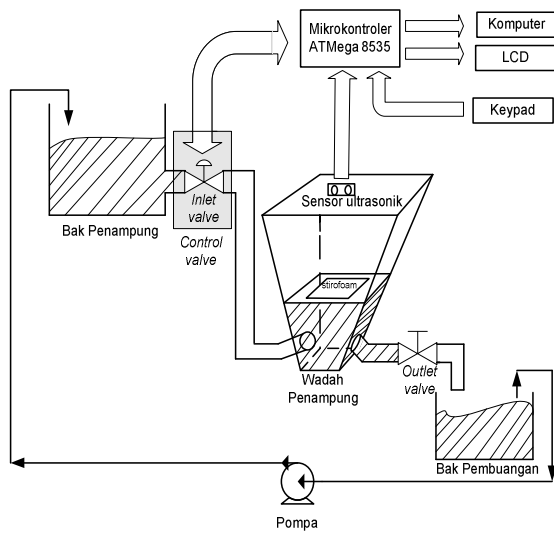 Mikrokontroler
ATMega 8535
Komputer
LCD
Keypad
Sensor ultrasonik
Inlet
valve
Bak Penampung
Control
valve
stirofoam
Wadah
Penampung
Outlet
valve
Bak Pembuangan
Pompa